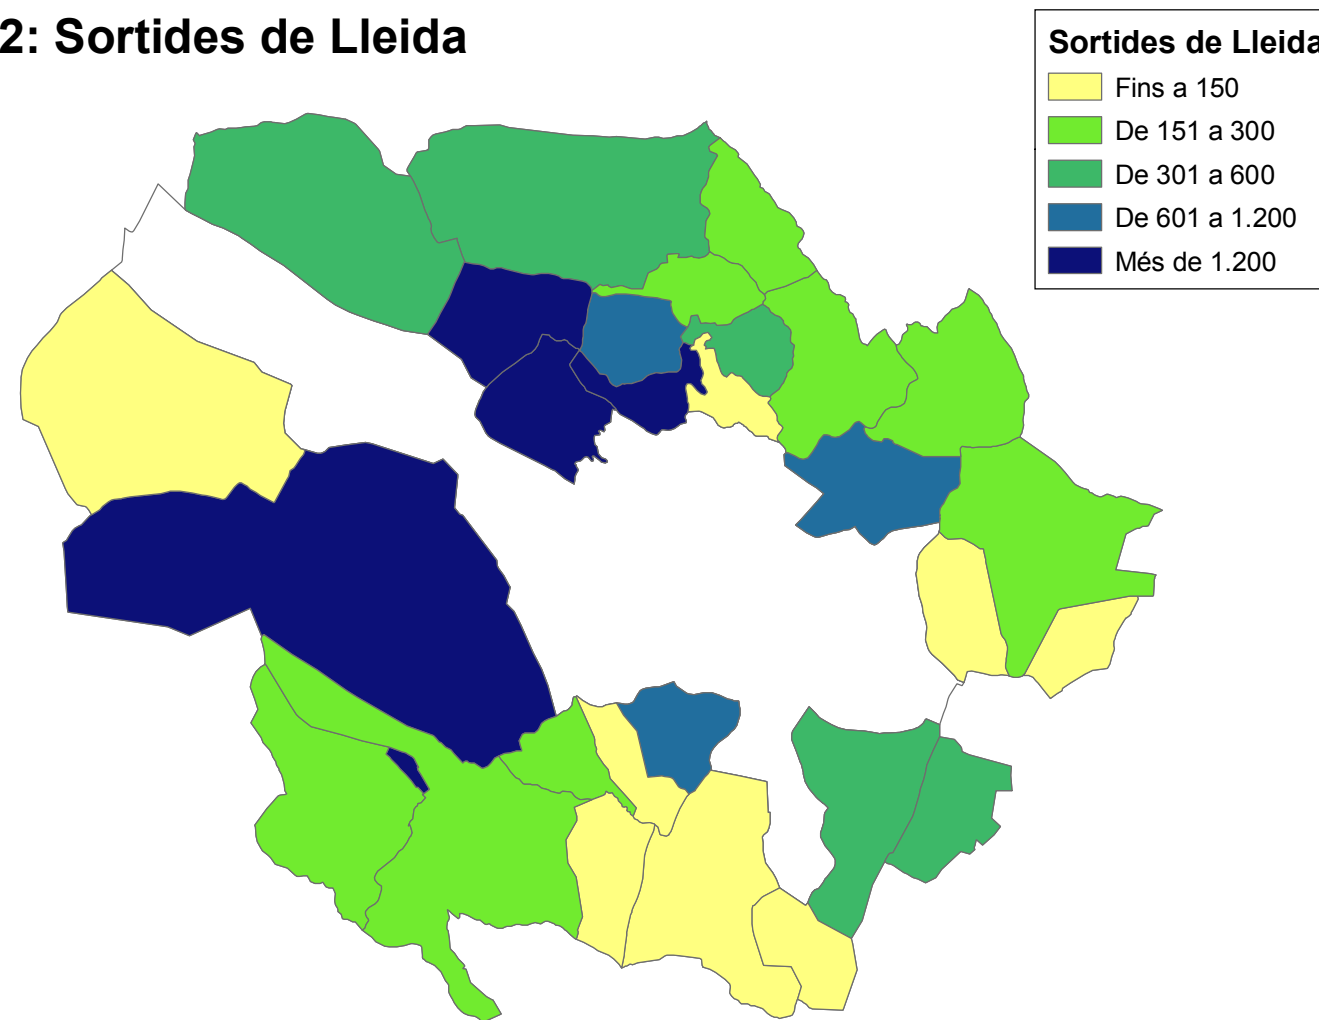 2: Sortides de Lleida
Sortides de Lleida
Fins a 150
De 151 a 300
De 301 a 600
De 601 a 1.200
Més de 1.200